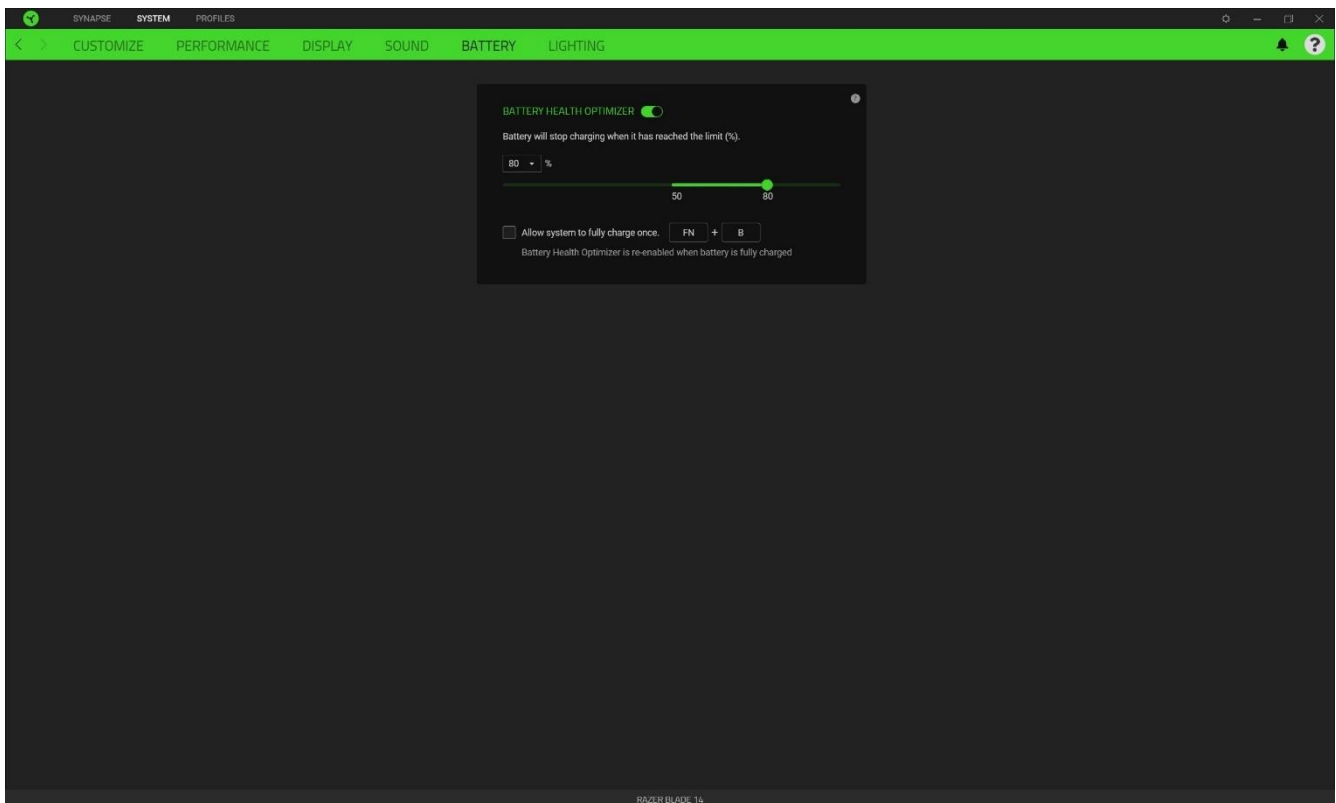 SYNAPSE SYSTEM PROFILES
CUSTOMIZE PERFORMANCE DISPLAY SOUND BATTERY LIGHTING ?
BATTERY HEALTH OPTIMIZER
Battery will stop charging when it has reached the limit (%).
80 %
50 80
Allow system to fully charge once. FN + B
Battery Health Optimizer is re-enabled when battery is fully charged
RAZER BLADE 14